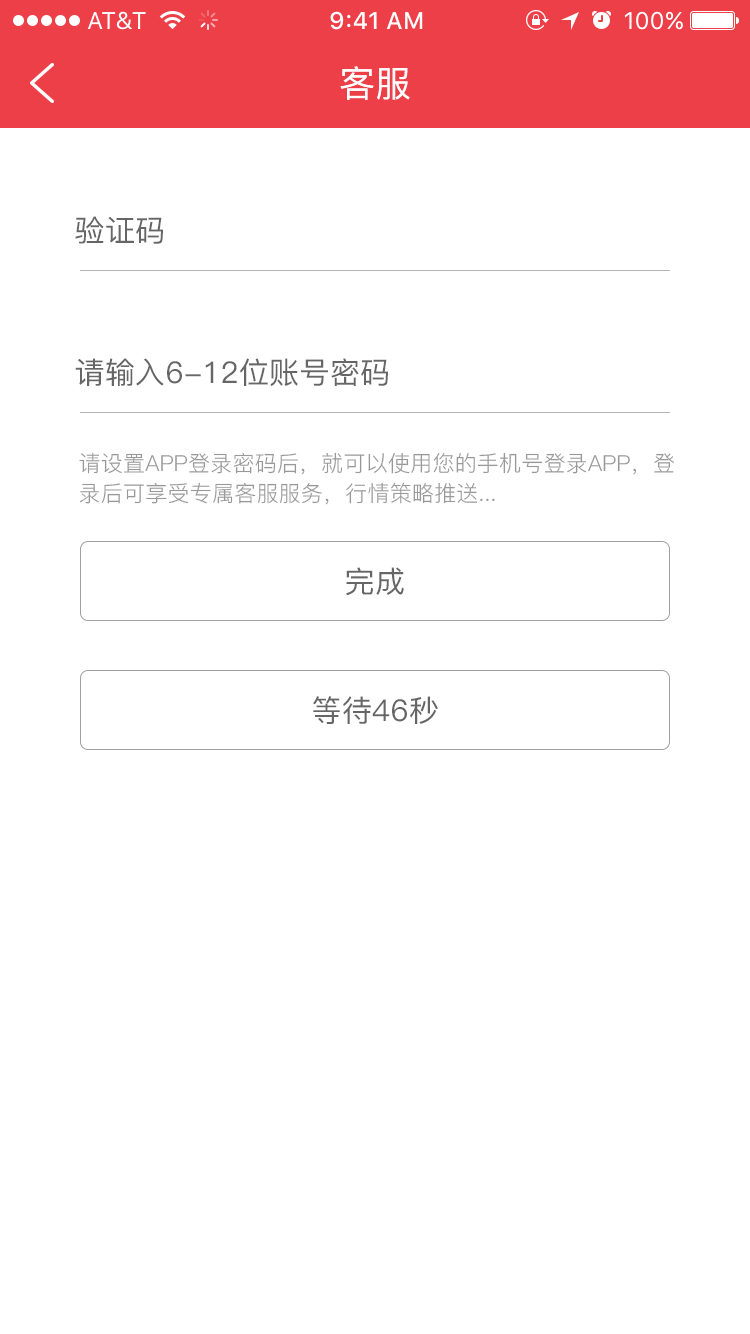 AT&T 9:41 AM 100%
客服
验证码
请输入6-12位账号密码
请设置APP登录密码后，就可以使用您的手机号登录APP，登
录后可享受专属客服服务，行情策略推送...
完成
等待46秒